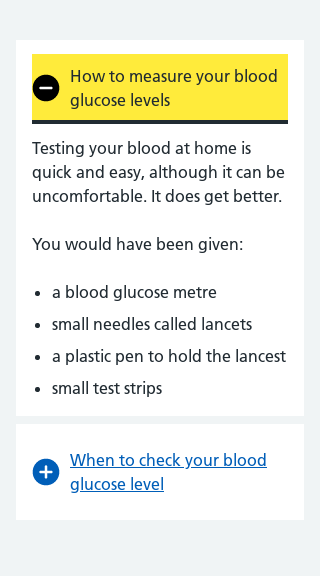 How to measure your blood
glucose levels
Testing your blood at home is
quick and easy, although it can be
uncomfortable. It does get better.
You would have been given:
a blood glucose metre
small needles called lancets
a plastic pen to hold the lancest
small test strips
When to check your blood
glucose level